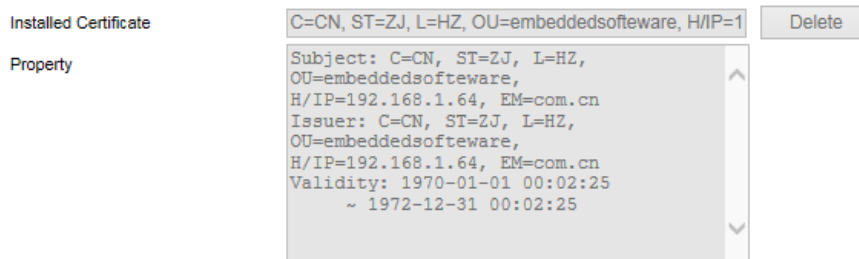 Installed Certificate
C=CN, ST=ZJ, L=HZ, OU=embeddedsofteware, H/IP=1
Delete
Property
Subject: C=CN, ST=ZJ, L=HZ,
OU=embeddedsofteware,
H/IP=192.168.1.64, EM=com.cn
Issuer: C=CN, ST=ZJ, L=HZ,
OU=embeddedsofteware,
H/IP=192.168.1.64, EM=com.cn
Validity: 1970-01-01 00:02:25
~ 1972-12-31 00:02:25